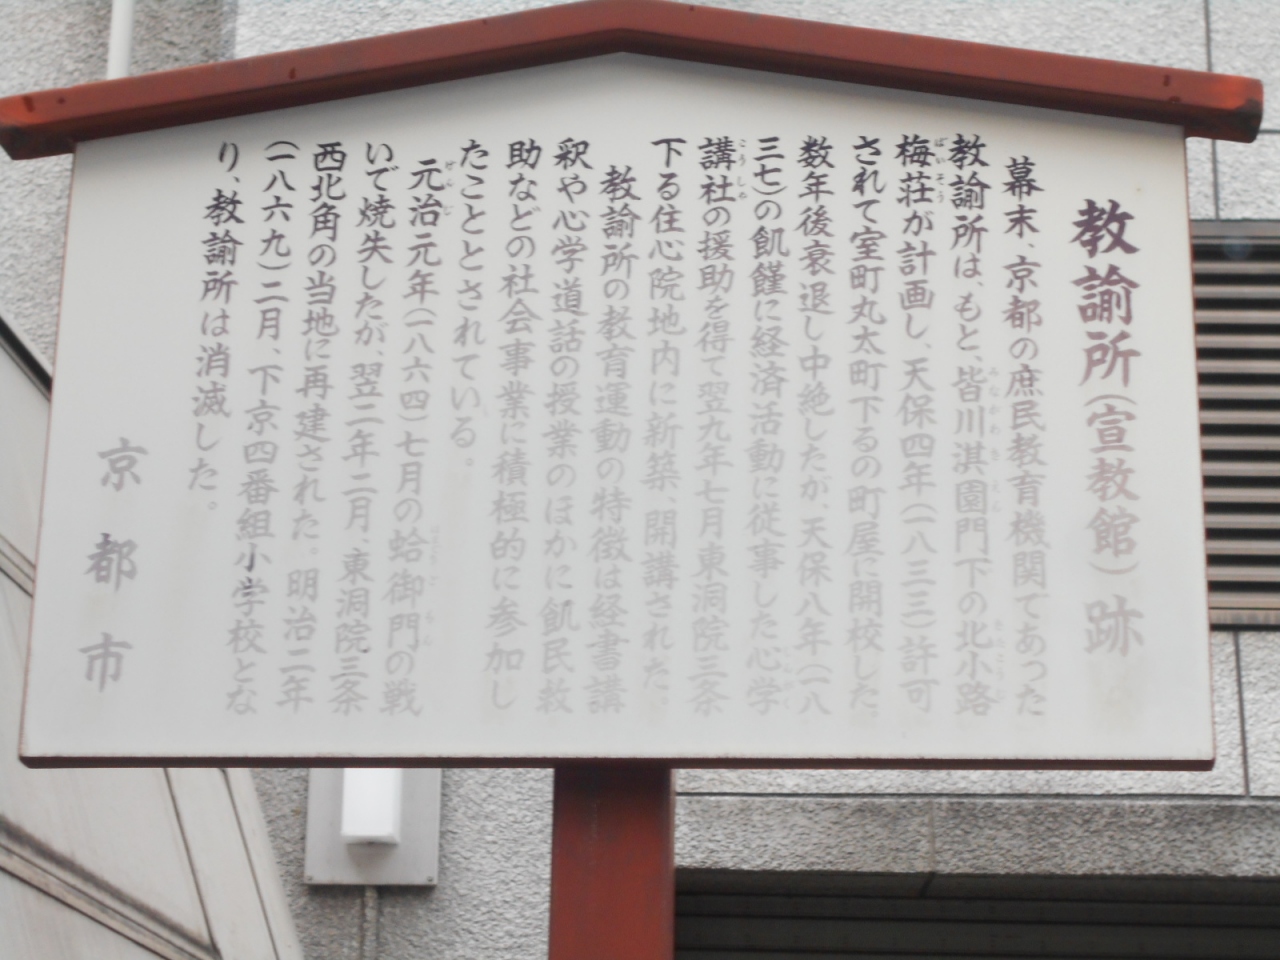 教諭所(宣教館)跡
幕末、京都の庶民教育機関であった
教諭所は、もと、皆川淇園門下の北小路
梅荘が計画し、天保四年(一八三三)許可
されて室町丸太町下るの町屋に開校した。
数年後衰退し中絶したが、天保八年(一八
三七)の飢饉に経済活動に従事した心学
講社の援助を得て翌九年七月東洞院三条
下る住心院地内に新築、開講された。
教諭所の教育運動の特徴は経書講
釈や心学道話の授業のほかに飢民救
助などの社会事業に積極的に参加し
たこととされている。
元治元年(一八六四)七月の蛤御門の戦
いで焼失したが、翌二年二月、東洞院三条
西北角の当地に再建された。明治二年
(一八六九)二月、下京四番組小学校とな
り、教諭所は消滅した。
京都市